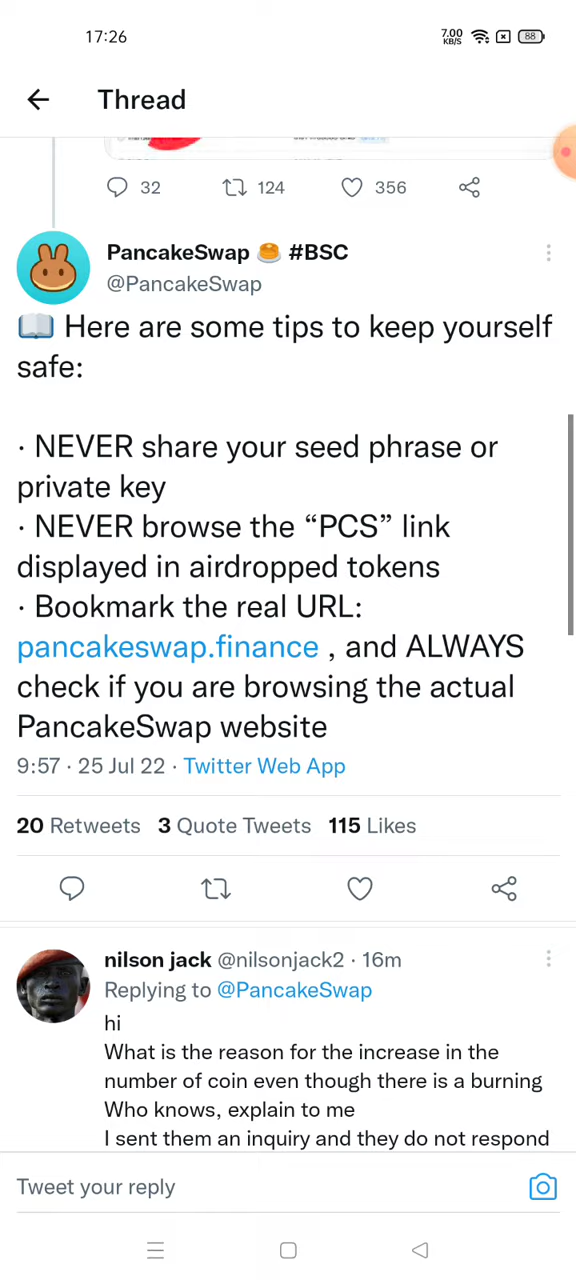 17:26
7.00
KB/S
88
Thread
32
124
356
PancakeSwap 🥞 #BSC
@PancakeSwap
📖 Here are some tips to keep yourself
safe:
· NEVER share your seed phrase or
private key
· NEVER browse the “PCS” link
displayed in airdropped tokens
· Bookmark the real URL:
pancakeswap.finance , and ALWAYS
check if you are browsing the actual
PancakeSwap website
9:57 · 25 Jul 22 · Twitter Web App
20 Retweets 3 Quote Tweets 115 Likes
nilson jack @nilsonjack2 · 16m
Replying to @PancakeSwap
hi
What is the reason for the increase in the
number of coin even though there is a burning
Who knows, explain to me
I sent them an inquiry and they do not respond
Tweet your reply